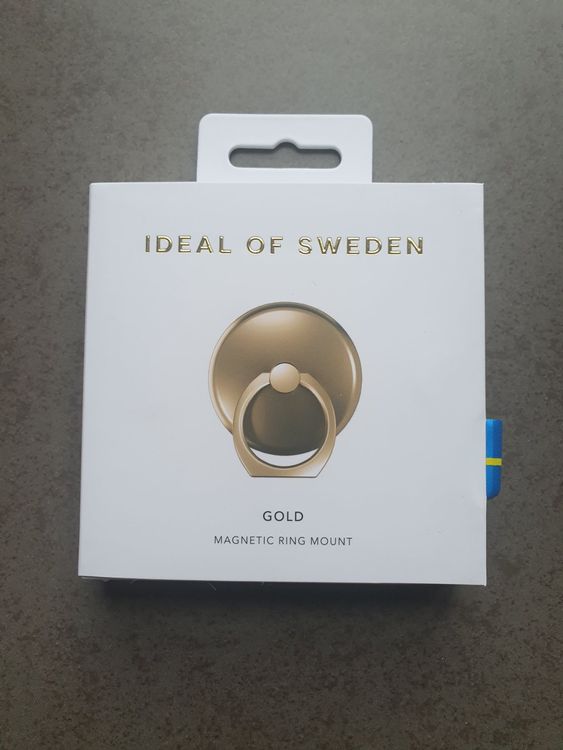 IDEAL OF SWEDEN
GOLD
MAGNETIC RING MOUNT